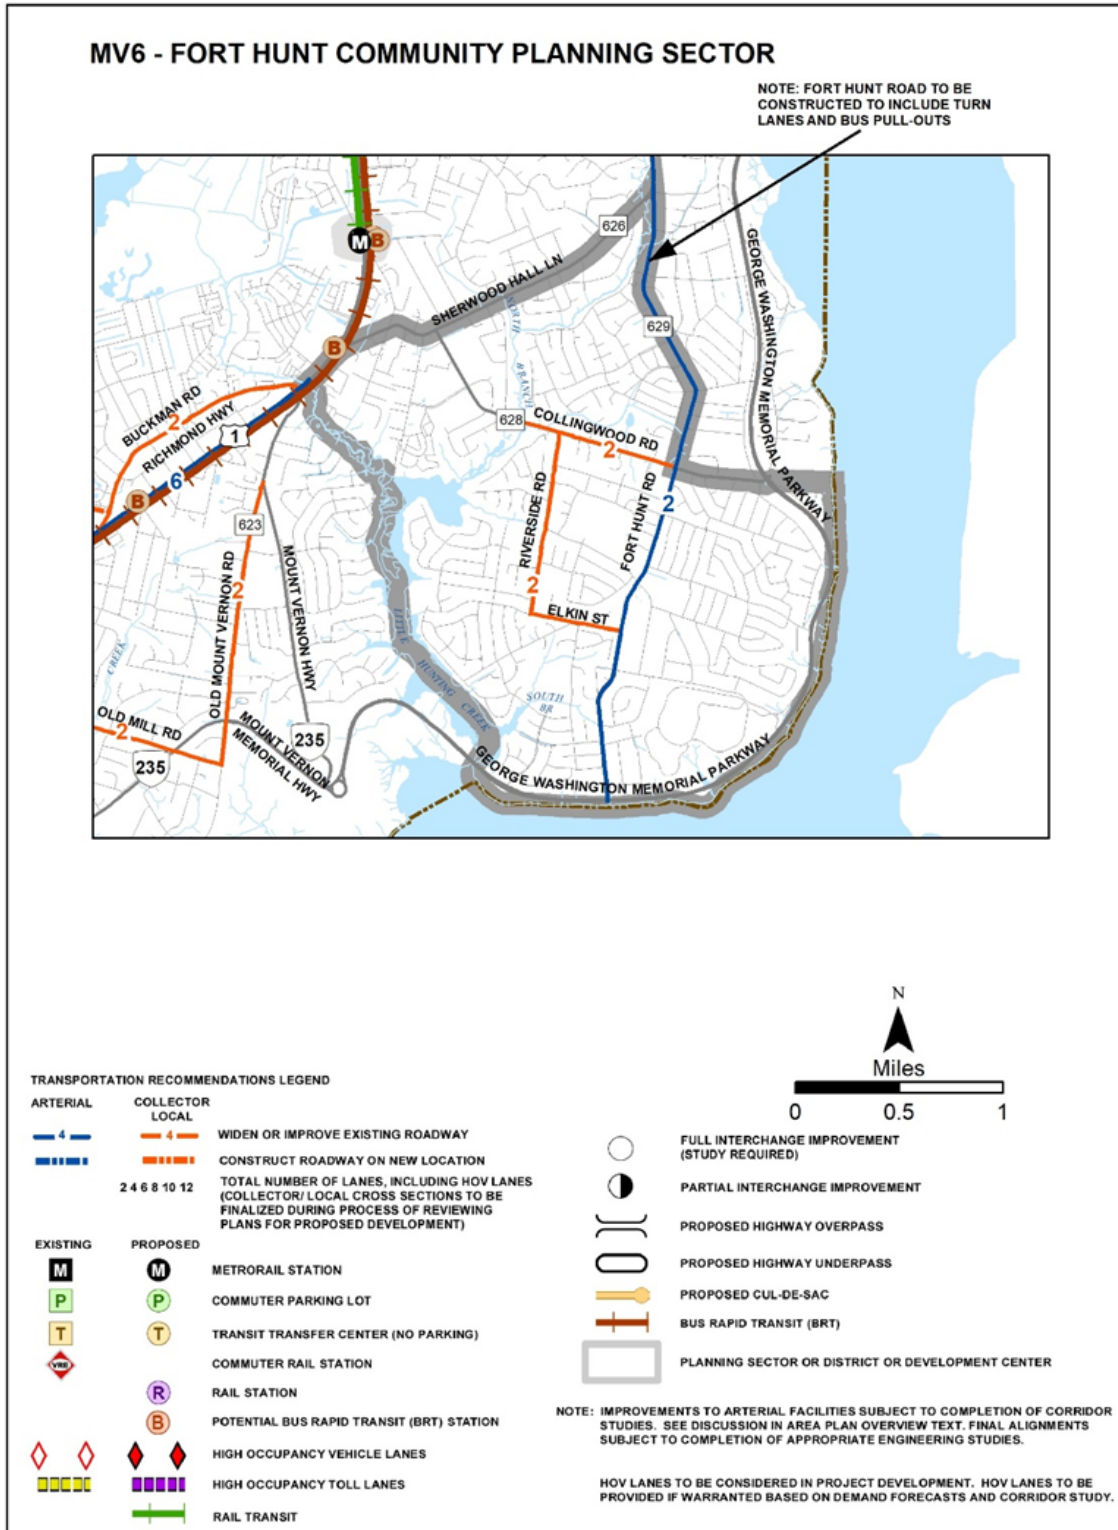 MV6 - FORT HUNT COMMUNITY PLANNING SECTOR
NOTE: FORT HUNT ROAD TO BE
CONSTRUCTED TO INCLUDE TURN
LANES AND BUS PULL-OUTS
626
M
B
SHERWOOD HALL LN
GEORGE WASHINGTON MEMORIAL PARKWAY
629
B
NORTH
BRANCH
BUCKMAN RD
2
RICHMOND HWY
1
628
COLLINGWOOD RD
2
6
B
623
RIVERSIDE RD
2
FORT HUNT RD
2
OLD MOUNT VERNON RD
2
MOUNT VERNON HWY
ELKIN ST
CREEK
LITTLE
HUNTING
CREEK
SOUTH
BR
OLD MILL RD
2
235
MOUNT VERNON
MEMORIAL HWY
235
GEORGE WASHINGTON MEMORIAL PARKWAY
N
Miles
0 0.5 1
TRANSPORTATION RECOMMENDATIONS LEGEND
ARTERIAL
COLLECTOR
LOCAL
4 4 WIDEN OR IMPROVE EXISTING ROADWAY
CONSTRUCT ROADWAY ON NEW LOCATION
2 4 6 8 10 12 TOTAL NUMBER OF LANES, INCLUDING HOV LANES
(COLLECTOR/ LOCAL CROSS SECTIONS TO BE
FINALIZED DURING PROCESS OF REVIEWING
PLANS FOR PROPOSED DEVELOPMENT)
EXISTING PROPOSED
M M METRORAIL STATION
P P COMMUTER PARKING LOT
T T TRANSIT TRANSFER CENTER (NO PARKING)
VRE COMMUTER RAIL STATION
R RAIL STATION
B POTENTIAL BUS RAPID TRANSIT (BRT) STATION
HIGH OCCUPANCY VEHICLE LANES
HIGH OCCUPANCY TOLL LANES
RAIL TRANSIT
FULL INTERCHANGE IMPROVEMENT
(STUDY REQUIRED)
PARTIAL INTERCHANGE IMPROVEMENT
PROPOSED HIGHWAY OVERPASS
PROPOSED HIGHWAY UNDERPASS
PROPOSED CUL-DE-SAC
BUS RAPID TRANSIT (BRT)
PLANNING SECTOR OR DISTRICT OR DEVELOPMENT CENTER
NOTE: IMPROVEMENTS TO ARTERIAL FACILITIES SUBJECT TO COMPLETION OF CORRIDOR
STUDIES. SEE DISCUSSION IN AREA PLAN OVERVIEW TEXT. FINAL ALIGNMENTS
SUBJECT TO COMPLETION OF APPROPRIATE ENGINEERING STUDIES.
HOV LANES TO BE CONSIDERED IN PROJECT DEVELOPMENT. HOV LANES TO BE
PROVIDED IF WARRANTED BASED ON DEMAND FORECASTS AND CORRIDOR STUDY.